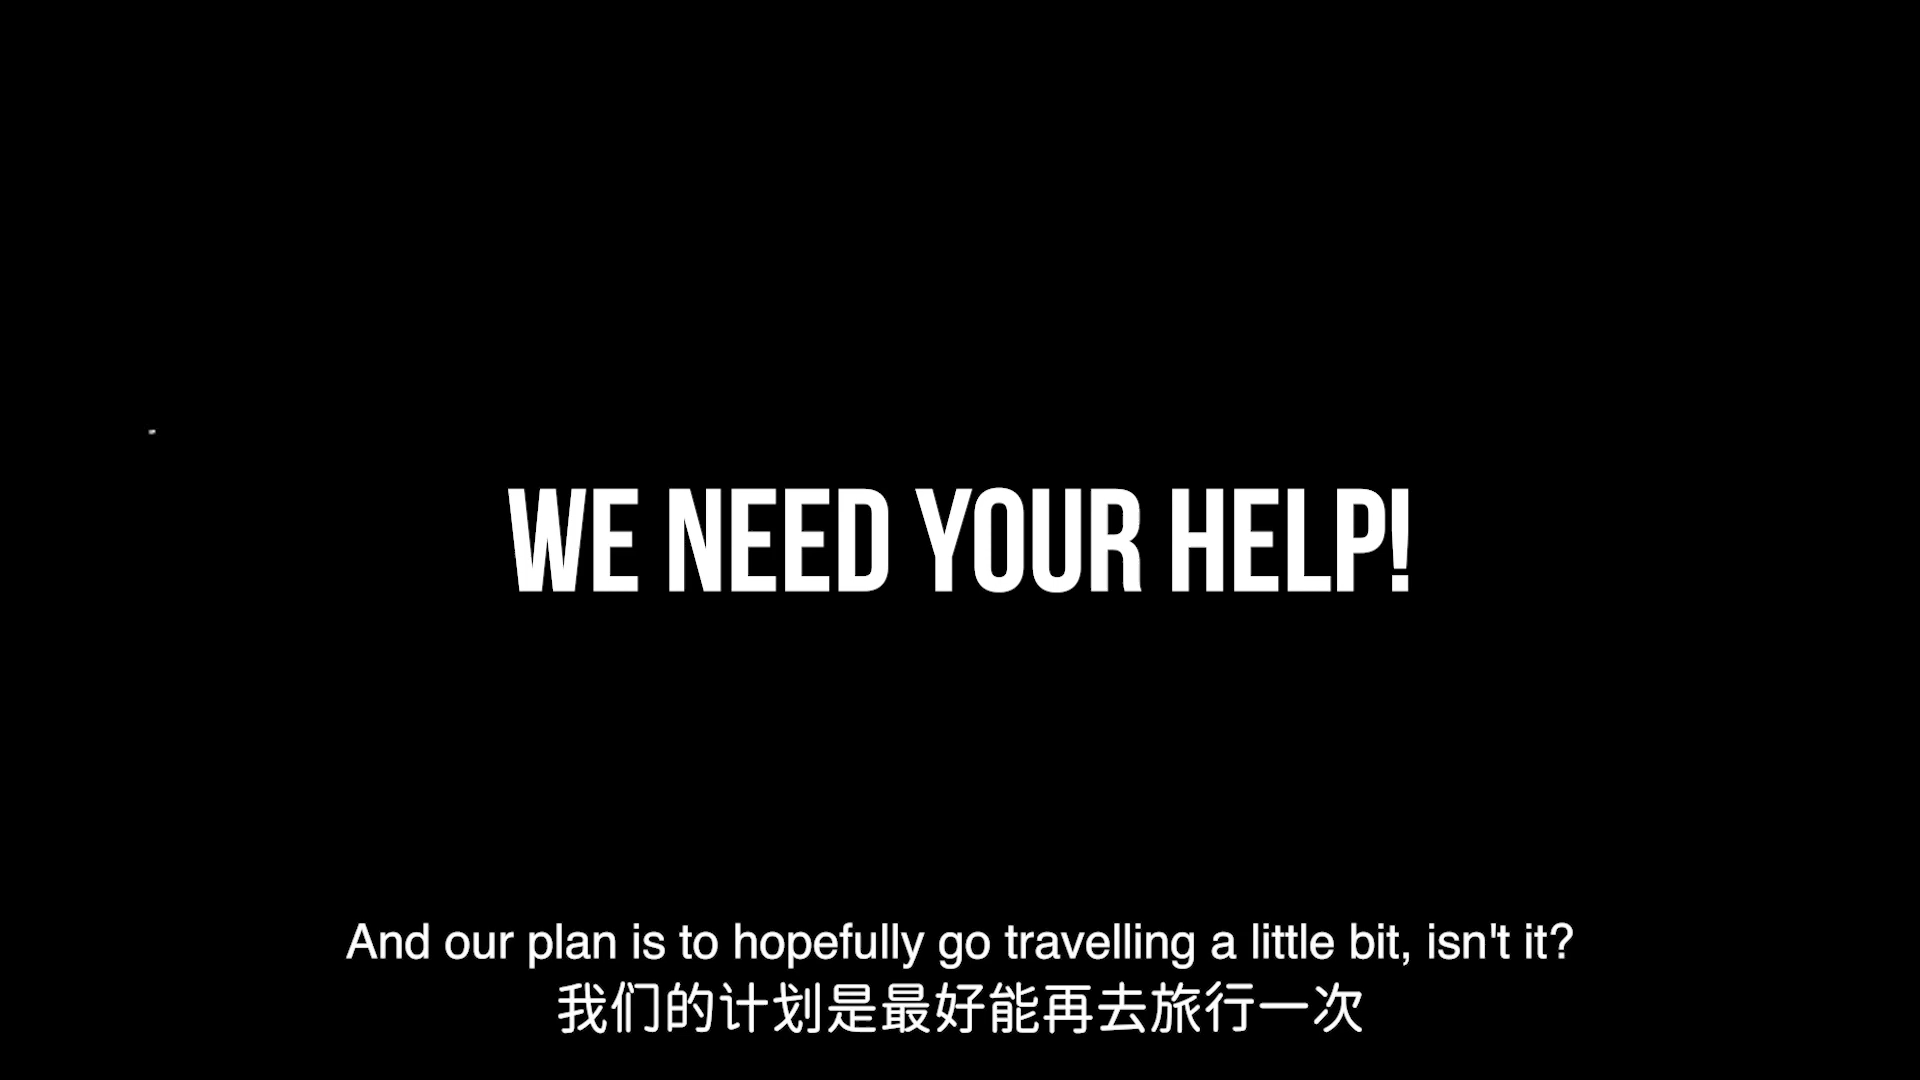 WE NEED YOUR HELP!
And our plan is to hopefully go travelling a little bit, isn't it?
我们的计划是最好能再去旅行一次